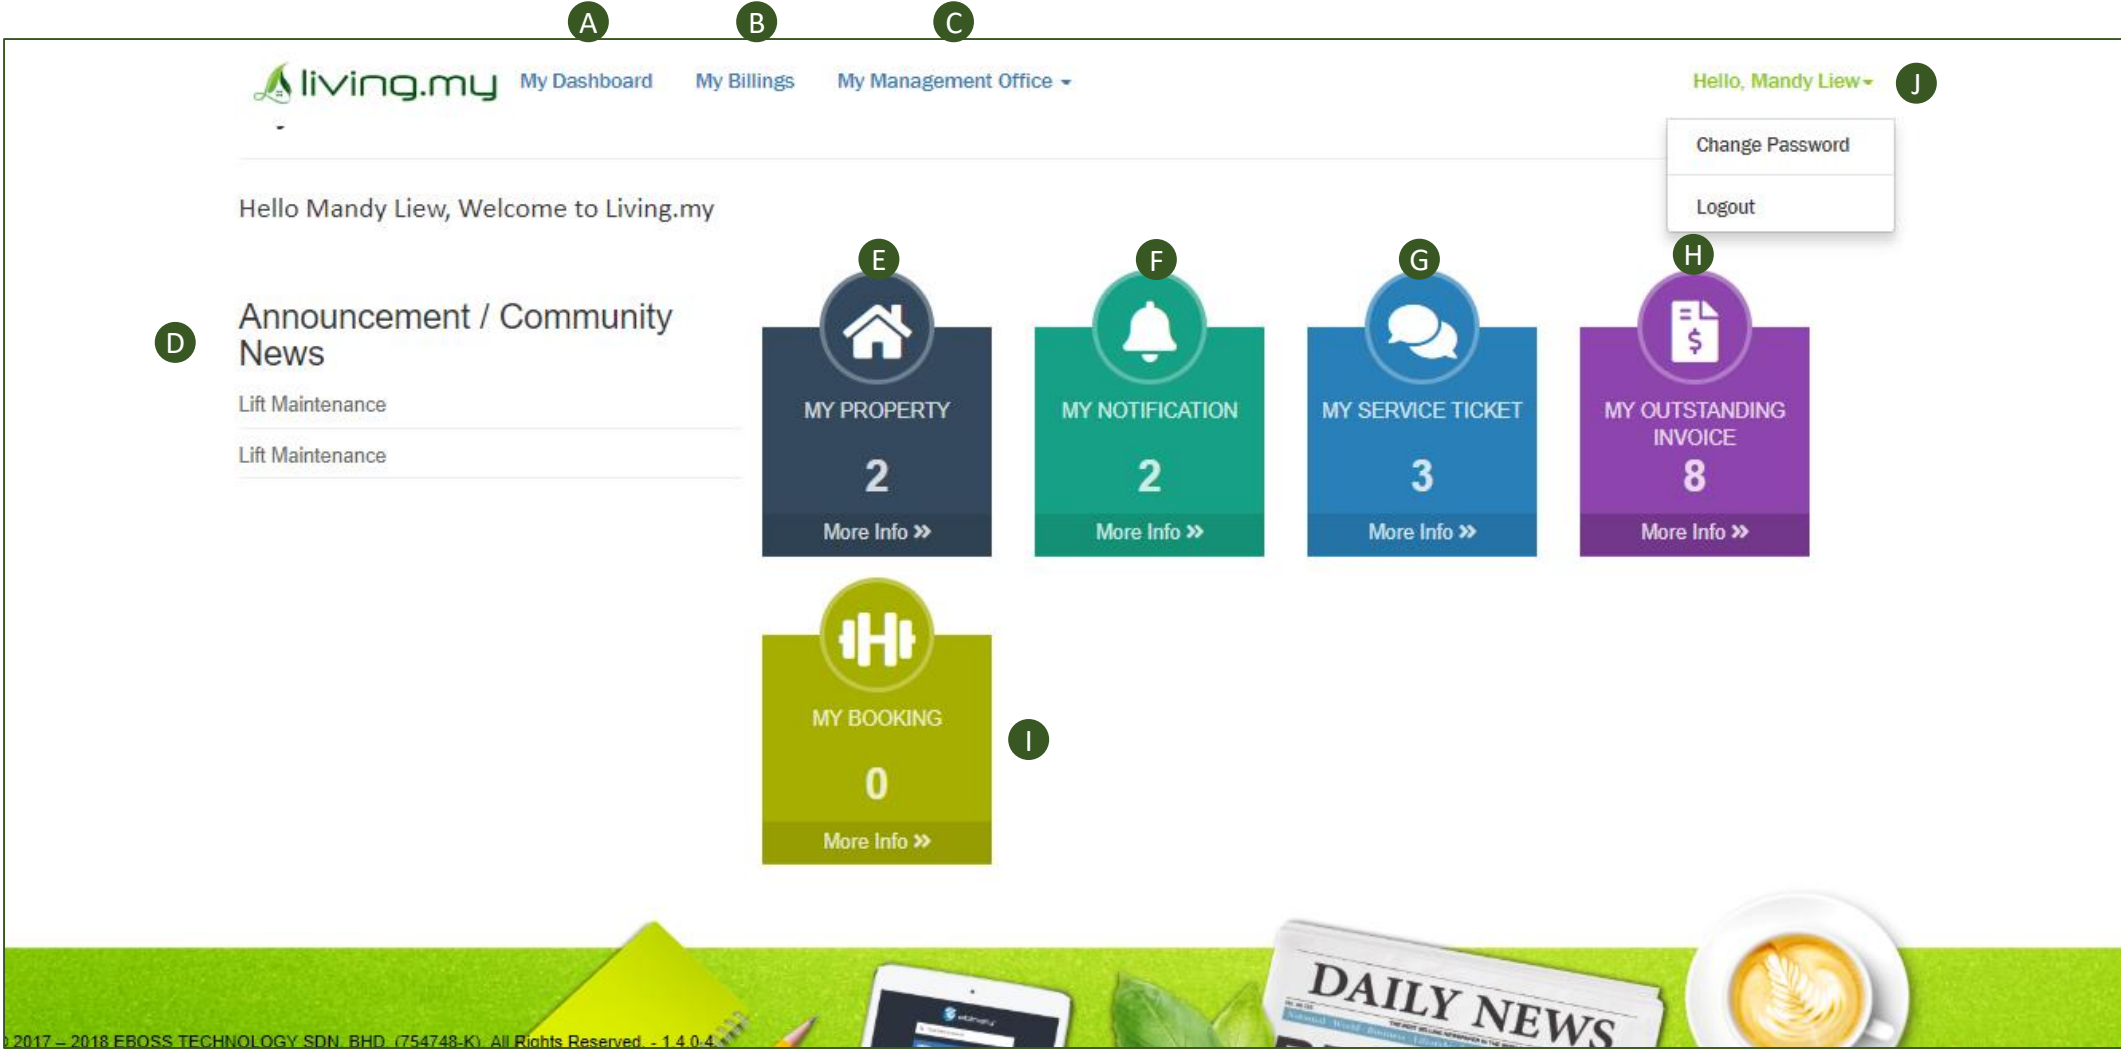 A
B
C
living.my
My Dashboard
My Billings
My Management Office
Hello, Mandy Liew
J
Change Password
Logout
Hello Mandy Liew, Welcome to Living.my
D
Announcement / Community
News
Lift Maintenance
Lift Maintenance
E
MY PROPERTY
2
More Info »
F
MY NOTIFICATION
2
More Info »
G
MY SERVICE TICKET
3
More Info »
H
$
MY OUTSTANDING
INVOICE
8
More Info »
MY BOOKING
0
More Info »
I
DAILY NEWS
2017 – 2018 EBOSS TECHNOLOGY SDN. BHD. (754748-K). All Rights Reserved. - 1.4.0.4